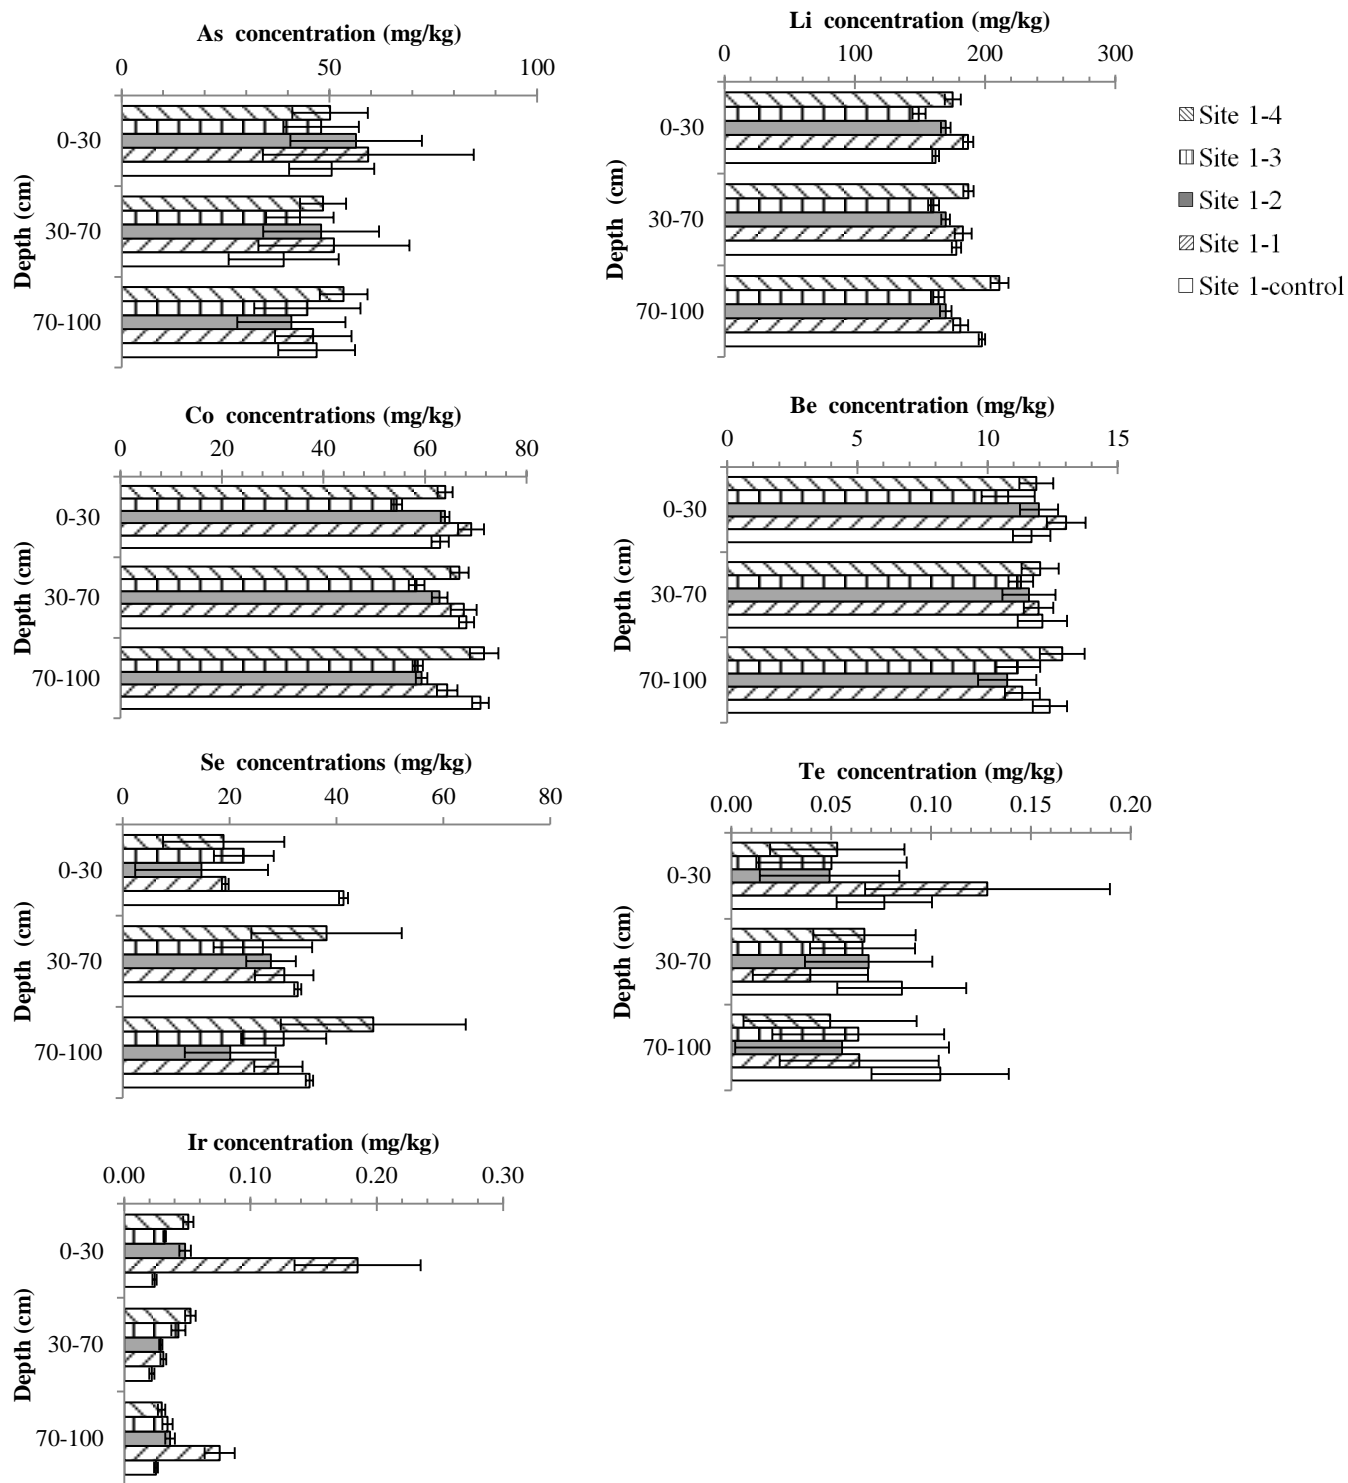 As concentration (mg/kg)
0 50 100
Depth (cm)
0-30
30-70
70-100
Li concentration (mg/kg)
0 100 200 300
Depth (cm)
0-30
30-70
70-100
Site 1-4
Site 1-3
Site 1-2
Site 1-1
Site 1-control
Co concentrations (mg/kg)
0 20 40 60 80
Depth (cm)
0-30
30-70
70-100
Be concentration (mg/kg)
0 5 10 15
Depth (cm)
0-30
30-70
70-100
Se concentrations (mg/kg)
0 20 40 60 80
Depth (cm)
0-30
30-70
70-100
Te concentration (mg/kg)
0.00 0.05 0.10 0.15 0.20
Depth (cm)
0-30
30-70
70-100
Ir concentration (mg/kg)
0.00 0.10 0.20 0.30
Depth (cm)
0-30
30-70
70-100